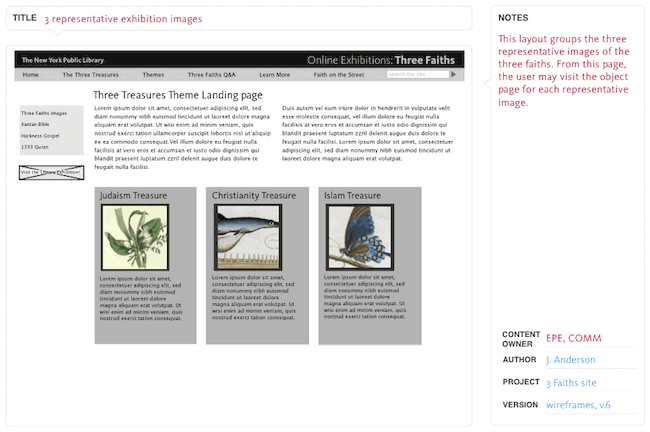 TITLE 3 representative exhibition images
The New York Public Library
Online Exhibitions: Three Faiths
Home The Three Treasures Themes Three Faiths Q&A Learn More Faith on the Street search the site
Three Faiths images
Xantan Bible
Harkness Gospel
1333 Quran
Visit the Library Exhibition!
Three Treasures Theme Landing page
Lorem ipsum dolor sit amet, consectetuer adipiscing elit, sed
diam nonummy nibh euismod tincidunt ut laoreet dolore magna
aliquam erat volutpat. Ut wisi enim ad minim veniam, quis
nostrud exerci tation ullamcorper suscipit lobortis nisl ut aliquip
ex ea commodo consequat.Vel illum dolore eu feugiat nulla
facilisis at vero eros et accumsan et iusto odio dignissim qui
blandit praesent luptatum zzril delenit augue duis dolore te
feugait nulla facilisi.
Duis autem vel eum iriure dolor in hendrerit in vulputate velit
esse molestie consequat, vel illum dolore eu feugiat nulla
facilisis at vero eros et accumsan et iusto odio dignissim qui
blandit praesent luptatum zzril delenit augue duis dolore te
feugait nulla facilisi. Lorem ipsum dolor sit amet,
consectetuer adipiscing elit, sed diam nonummy nibh euismod
tincidunt ut laoreet dolore magna aliquam erat volutpat.
Judaism Treasure
Lorem ipsum dolor sit amet,
consectetuer adipiscing elit, sed
diam nonummy nibh euismod
tincidunt ut laoreet dolore
magna aliquam erat volutpat. Ut
wisi enim ad minim veniam, quis
nostrud exerci tation consequat.
Christianity Treasure
Lorem ipsum dolor sit amet,
consectetuer adipiscing elit, sed
diam nonummy nibh euismod
tincidunt ut laoreet dolore
magna aliquam erat volutpat. Ut
wisi enim ad minim veniam, quis
nostrud exerci tation consequat.
Islam Treasure
Lorem ipsum dolor sit amet,
consectetuer adipiscing elit, sed
diam nonummy nibh euismod
tincidunt ut laoreet dolore
magna aliquam erat volutpat. Ut
wisi enim ad minim veniam, quis
nostrud exerci tation consequat.
NOTES
This layout groups the three
representative images of the
three faiths. From this page,
the user may visit the object
page for each representative
image.
CONTENT OWNER EPE, COMM
AUTHOR J. Anderson
PROJECT 3 Faiths site
VERSION wireframes, v.6